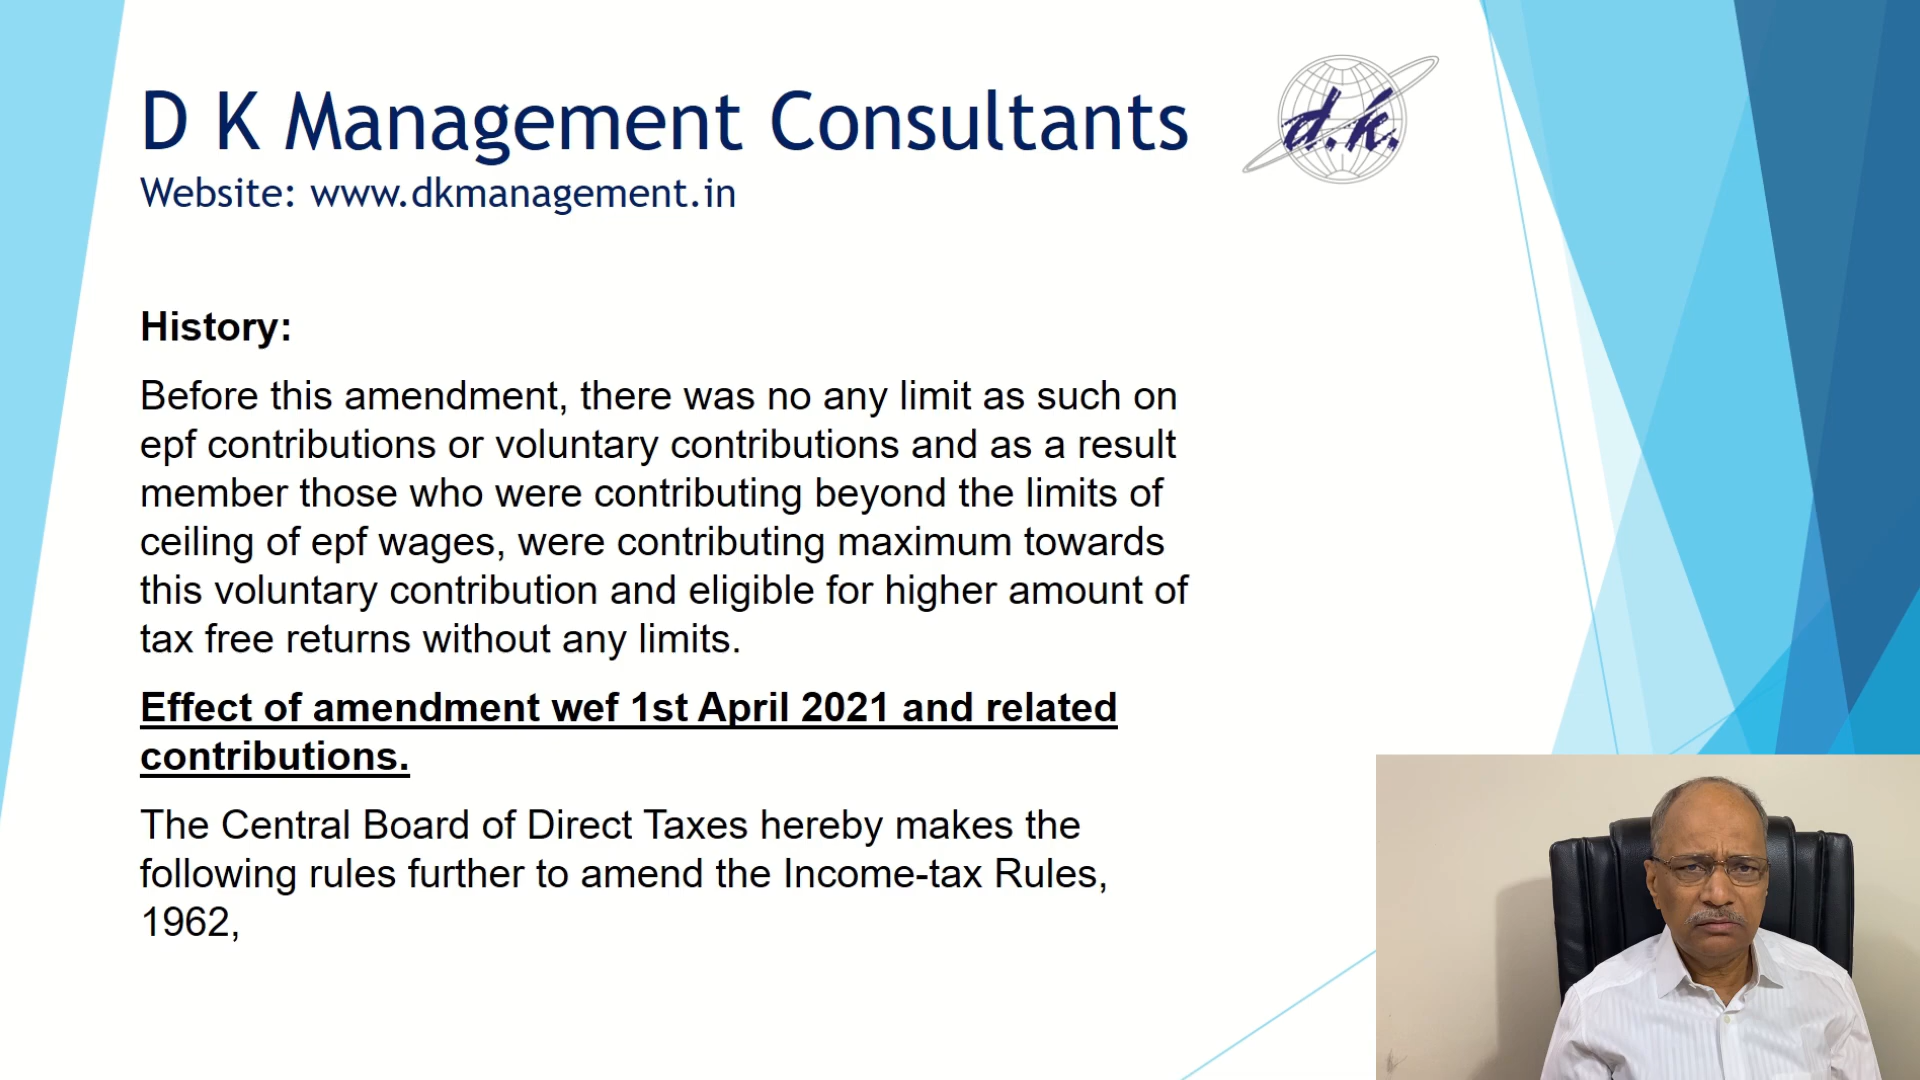 D K Management Consultants
d.k.
Website: www.dkmanagement.in
History:
Before this amendment, there was no any limit as such on
epf contributions or voluntary contributions and as a result
member those who were contributing beyond the limits of
ceiling of epf wages, were contributing maximum towards
this voluntary contribution and eligible for higher amount of
tax free returns without any limits.
Effect of amendment wef 1st April 2021 and related
contributions.
The Central Board of Direct Taxes hereby makes the
following rules further to amend the Income-tax Rules,
1962,